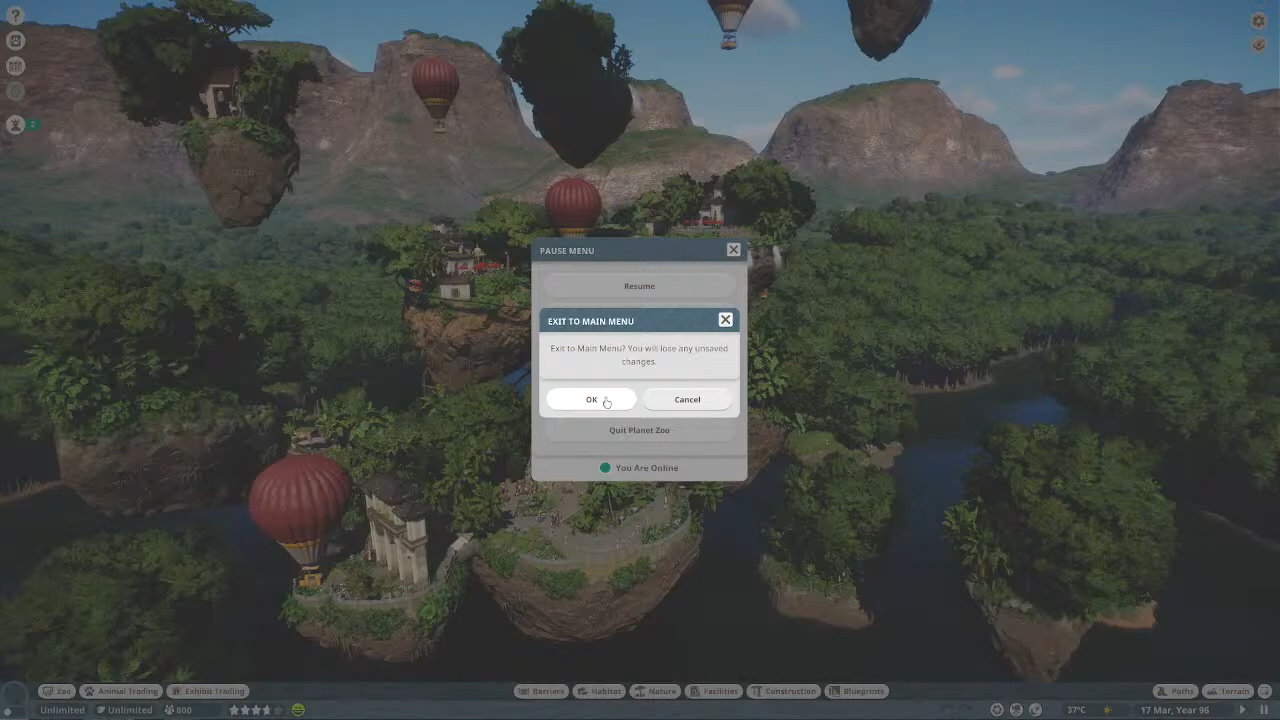 ?
2
PAUSE MENU
Resume
EXIT TO MAIN MENU
Exit to Main Menu? You will lose any unsaved
changes.
OK
Cancel
Quit Planet Zoo
You Are Online
Zoo
Animal Trading
Exhibit Trading
Barriers
Habitat
Nature
Facilities
Construction
Blueprints
Paths
Terrain
Unlimited
Unlimited
800
37°C
17 Mar, Year 96